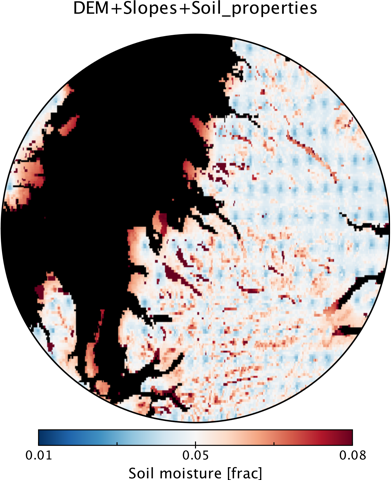 DEM+Slopes+Soil_properties
0.01 0.05 0.08
Soil moisture [frac]